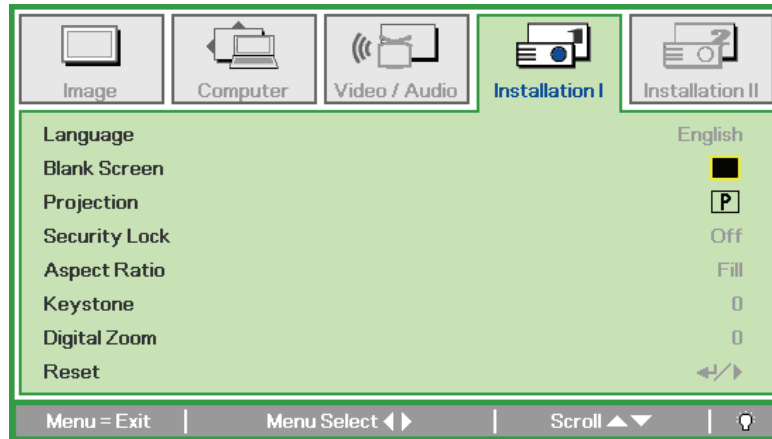 Image Computer Video / Audio Installation I Installation II
Language English
Blank Screen
Projection P
Security Lock Off
Aspect Ratio Fill
Keystone 0
Digital Zoom 0
Reset
Menu = Exit Menu Select Scroll